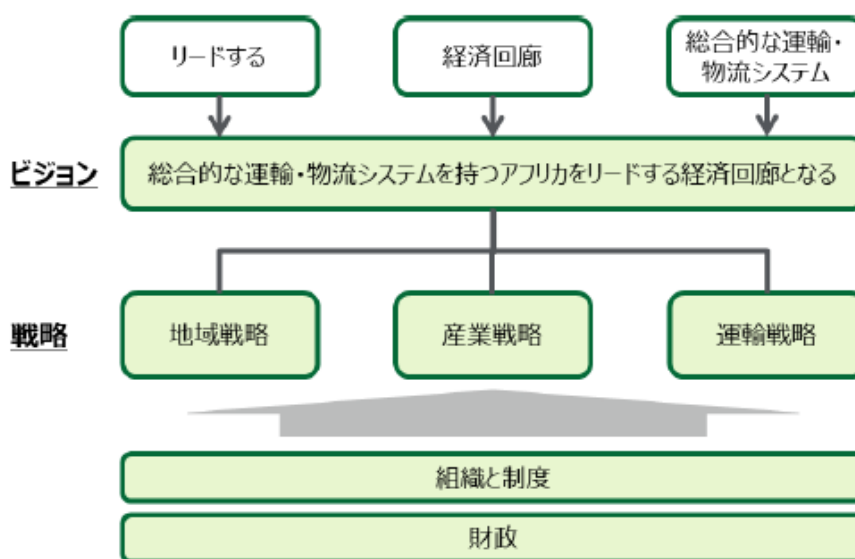 リードする
経済回廊
総合的な運輸・
物流システム
ビジョン
総合的な運輸・物流システムを持つアフリカをリードする経済回廊となる
戦略
地域戦略
産業戦略
運輸戦略
組織と制度
財政